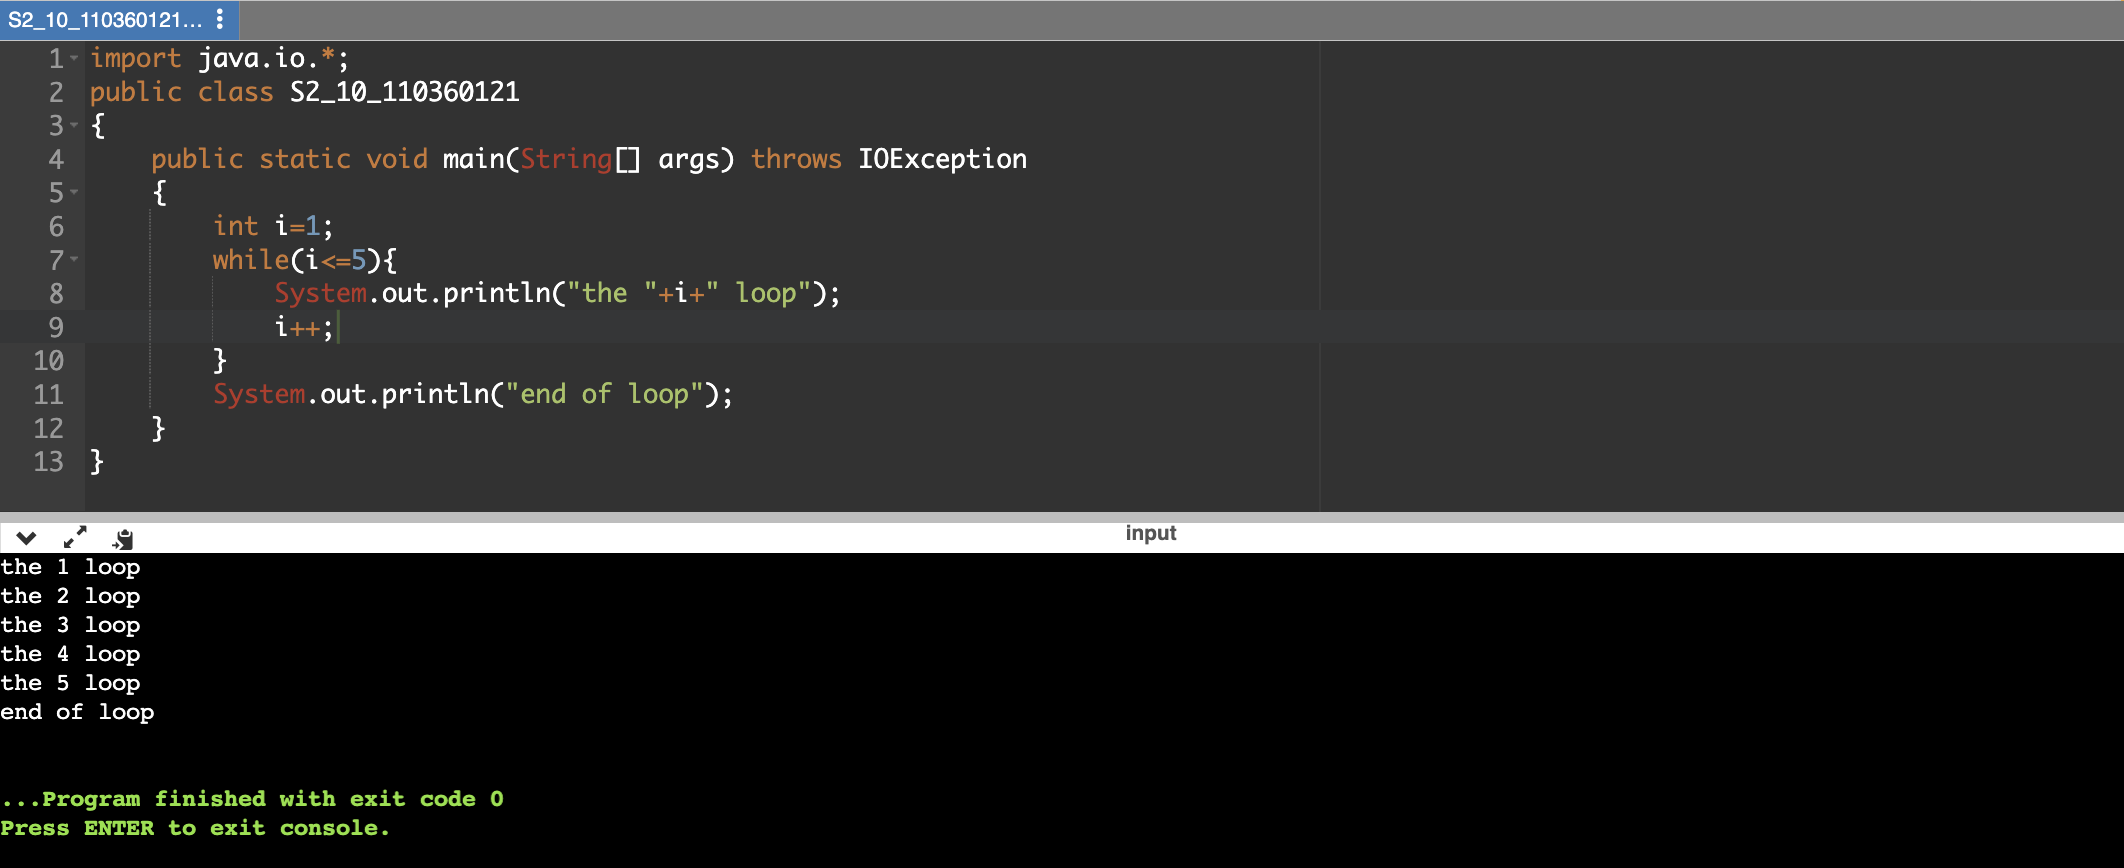 S2_10_110360121...
1 import java.io.*;
2 public class S2_10_110360121
3 {
4     public static void main(String[] args) throws IOException
5     {
6         int i=1;
7         while(i<=5){
8             System.out.println("the "+i+" loop");
9             i++;
10         }
11         System.out.println("end of loop");
12     }
13 }
input
the 1 loop
the 2 loop
the 3 loop
the 4 loop
the 5 loop
end of loop
...Program finished with exit code 0
Press ENTER to exit console.